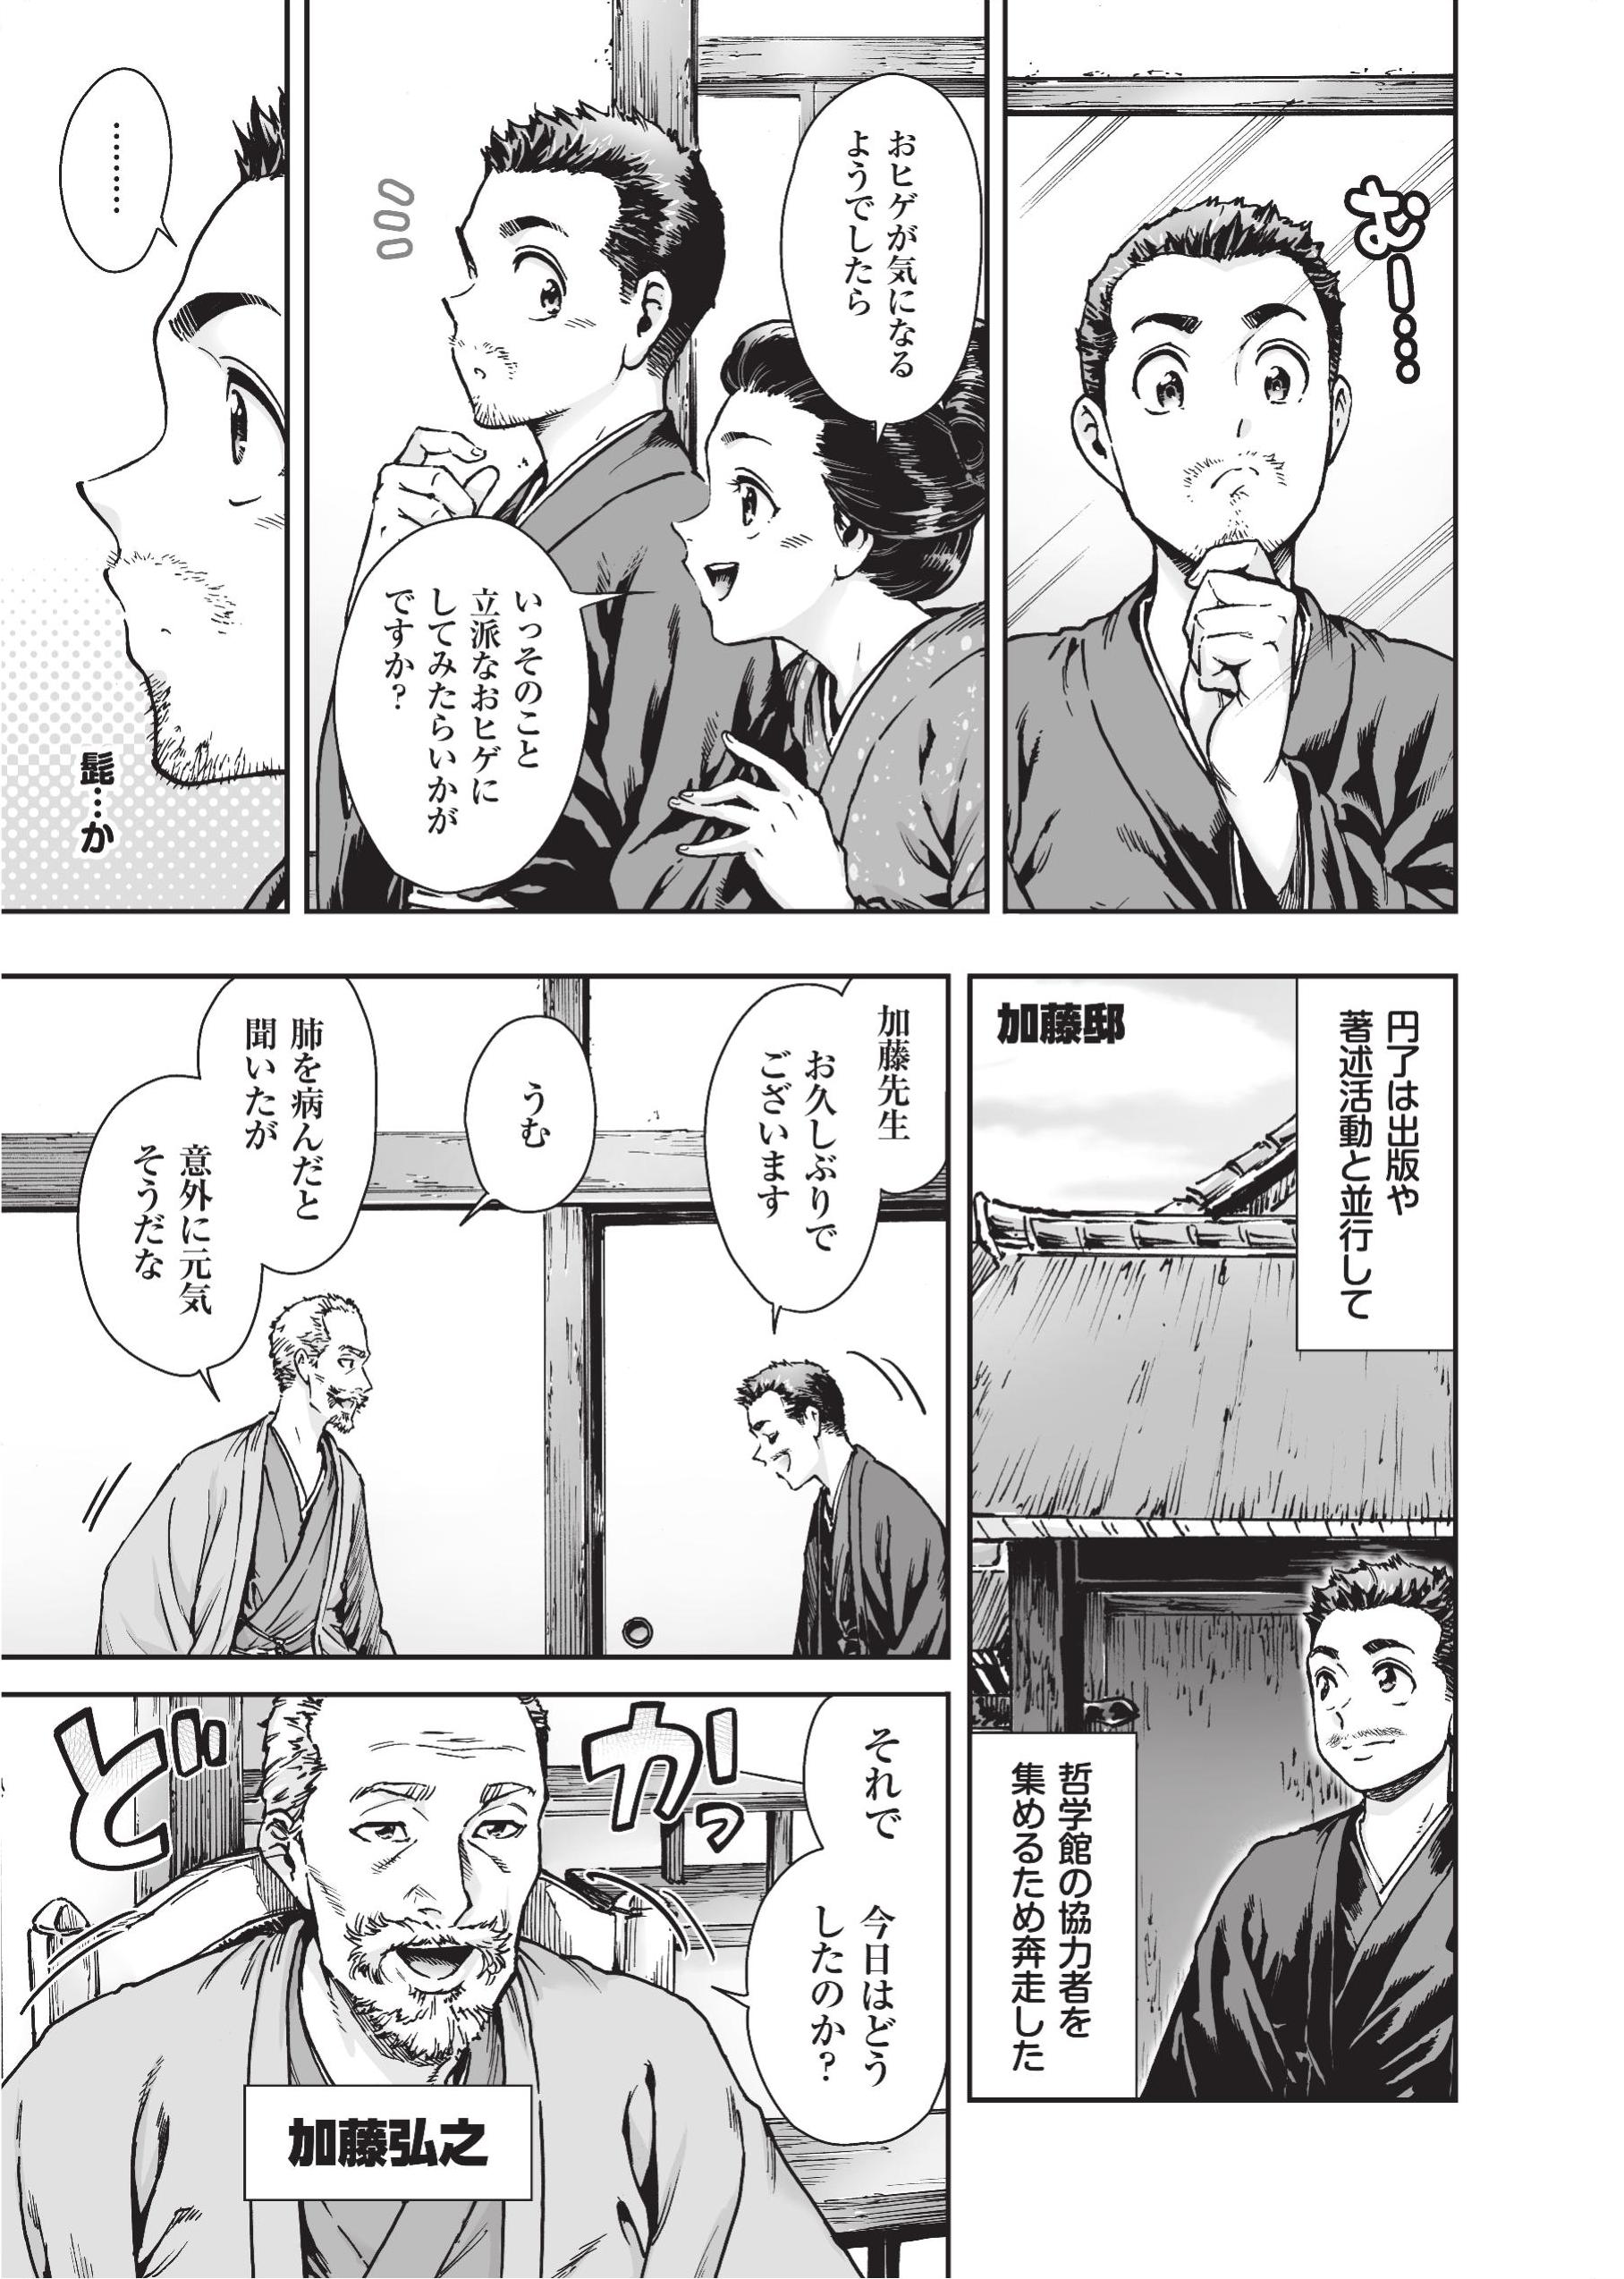 むー…
おヒゲが気になる
ようでしたら
いっそのこと
立派なおヒゲに
してみたらいかが
ですか？
………
髭…か
円了は出版や
著述活動と並行して
加藤邸
哲学館の協力者を
集めるため奔走した
加藤先生
お久しぶりで
ございます
うむ
肺を病んだと
聞いたが
意外に元気
そうだな
それで
今日はどう
したのか？
どかっ
加藤弘之